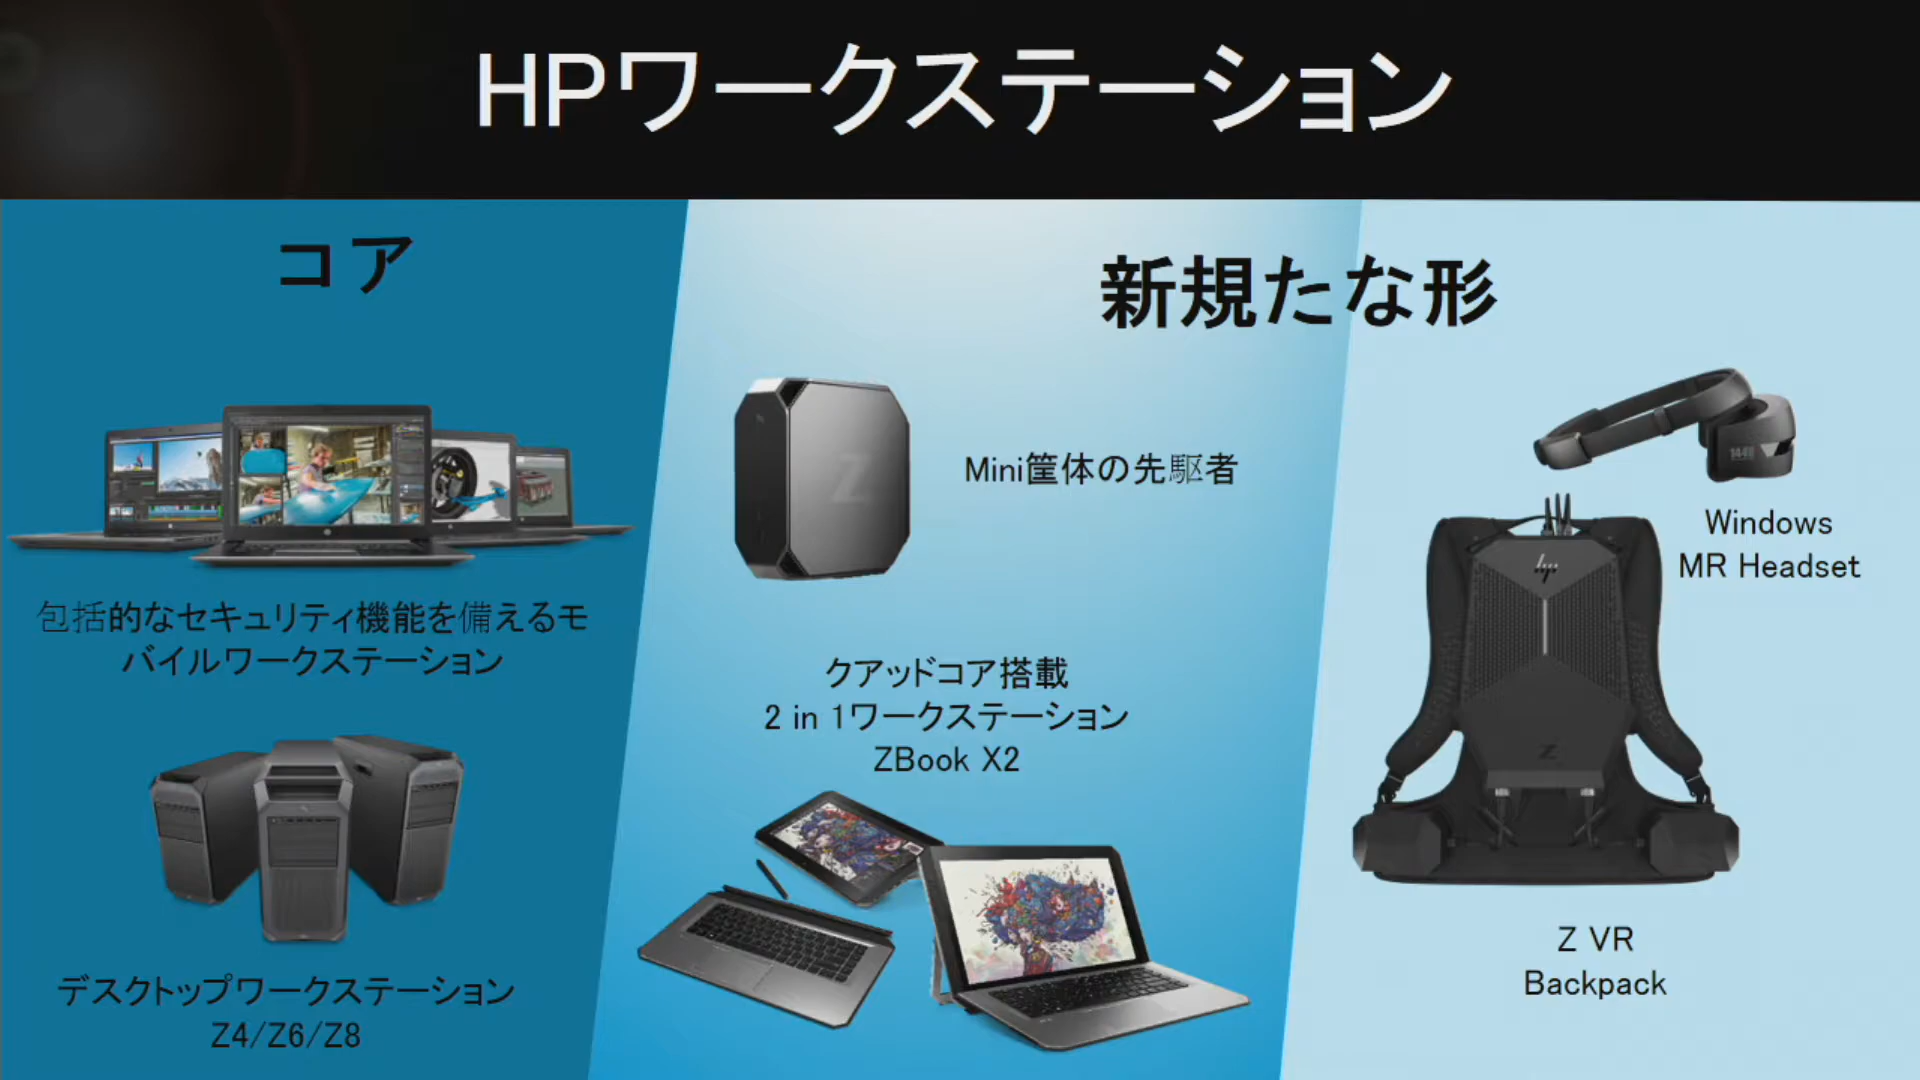 HPワークステーション
コア
包括的なセキュリティ機能を備えるモ
バイルワークステーション
デスクトップワークステーション
Z4/Z6/Z8
新規たな形
Z
Mini筐体の先駆者
クアッドコア搭載
2 in 1ワークステーション
ZBook X2
1440
Windows
MR Headset
hp
Z
Z VR
Backpack